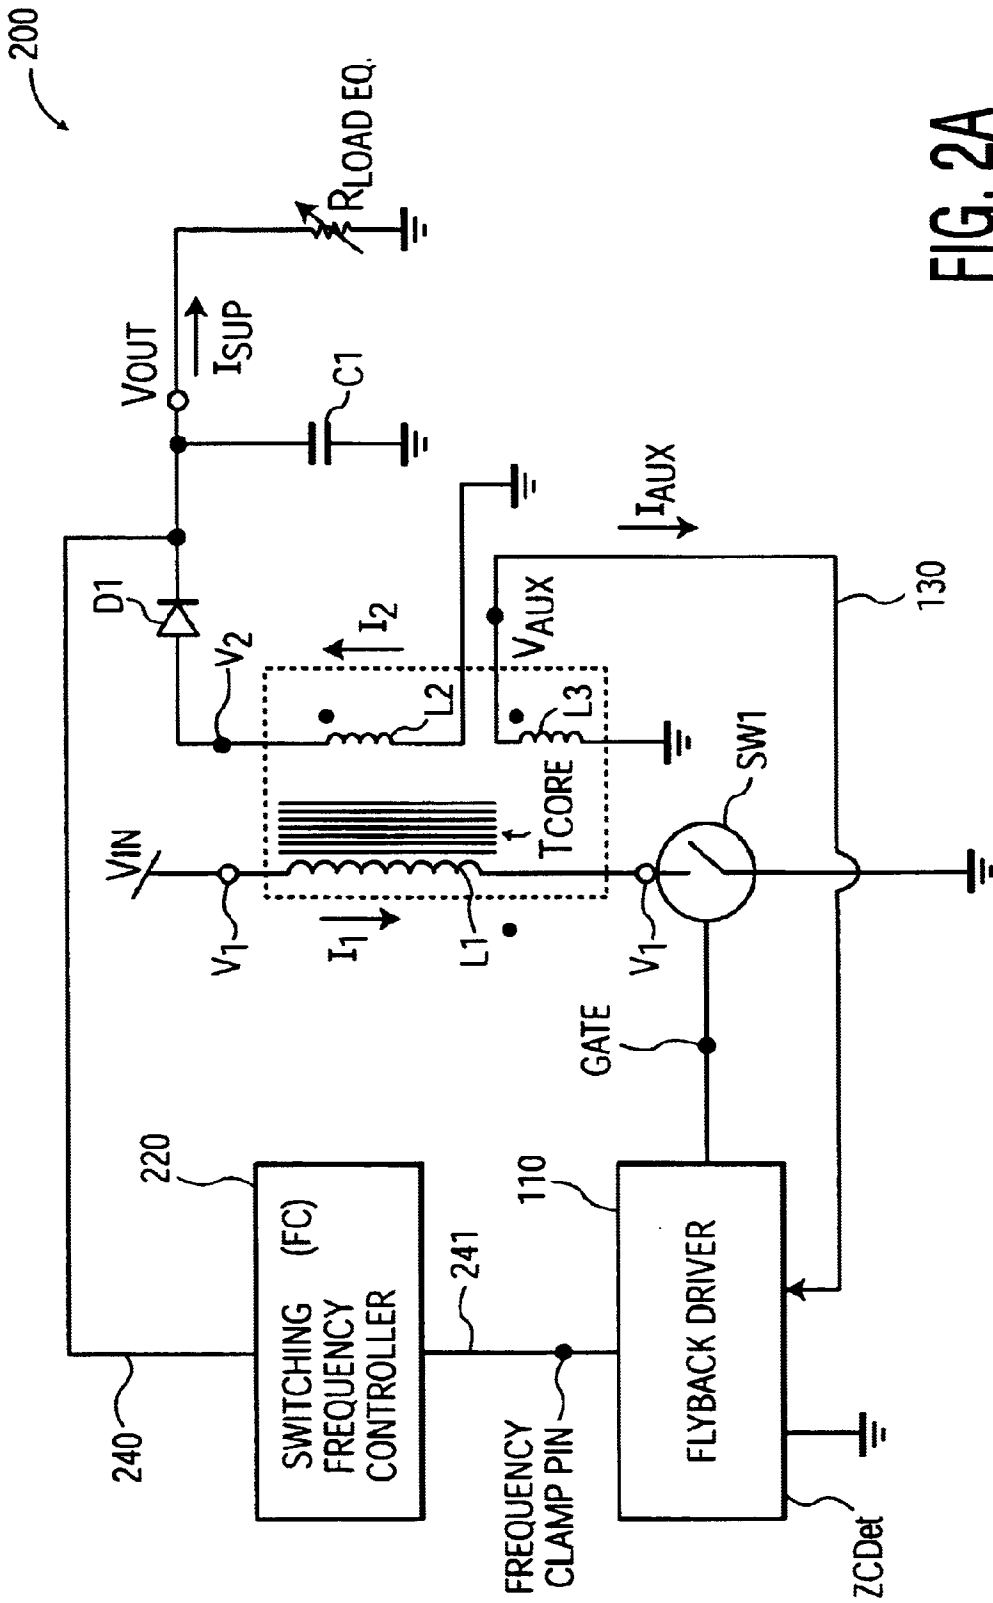 200
VOUT
ISUP
RLOAD EQ.
D1
V2
C1
VIN
V1
I1
L1
I2
L2
TCORE
VAUX
L3
IAUX
130
V1
SW1
GATE
220
240
SWITCHING (FC)
FREQUENCY
CONTROLLER
241
110
FREQUENCY
CLAMP PIN
FLYBACK DRIVER
ZCDet
FIG. 2A